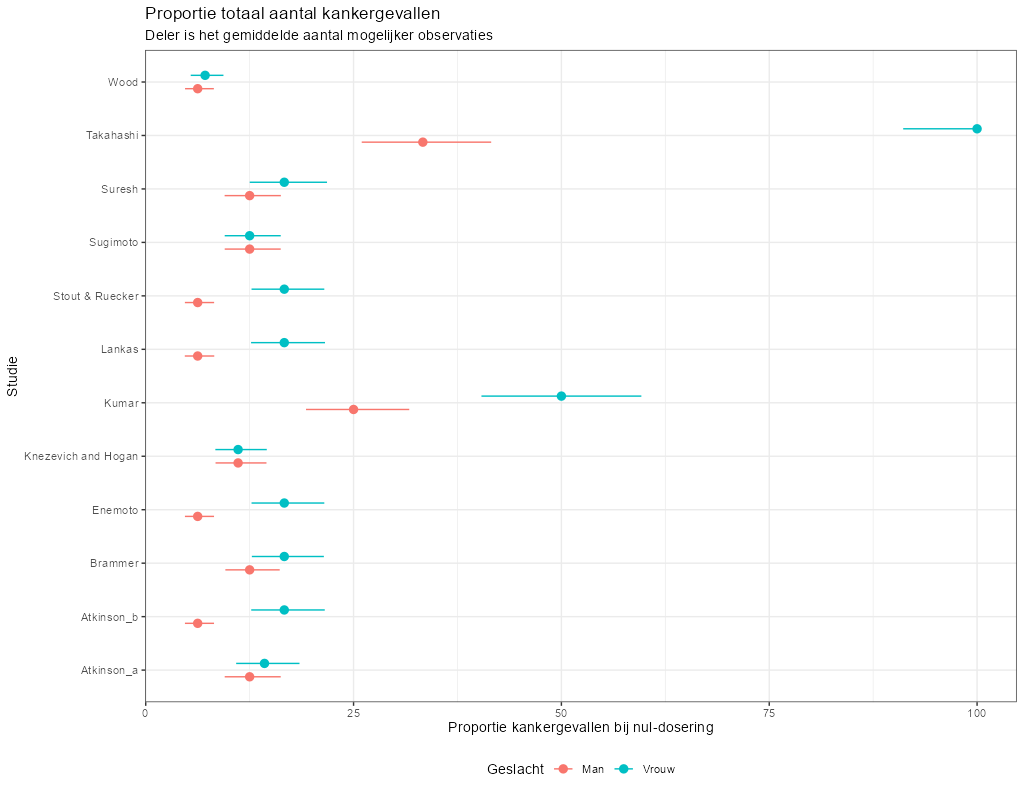 Proportie totaal aantal kankergevallen
Deler is het gemiddelde aantal mogelijker observaties
Studie
Wood
Takahashi
Suresh
Sugimoto
Stout & Ruecker
Lankas
Kumar
Knezevich and Hogan
Enemoto
Brammer
Atkinson_b
Atkinson_a
0 25 50 75 100
Proportie kankergevallen bij nul-dosering
Geslacht Man Vrouw